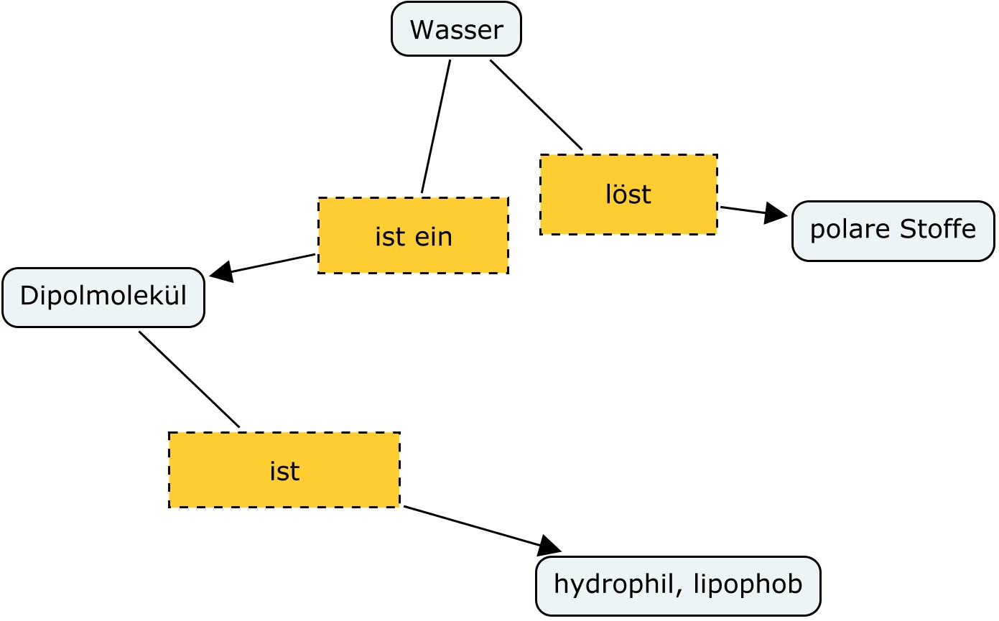 Wasser
löst
ist ein
polare Stoffe
Dipolmolekül
ist
hydrophil, lipophob